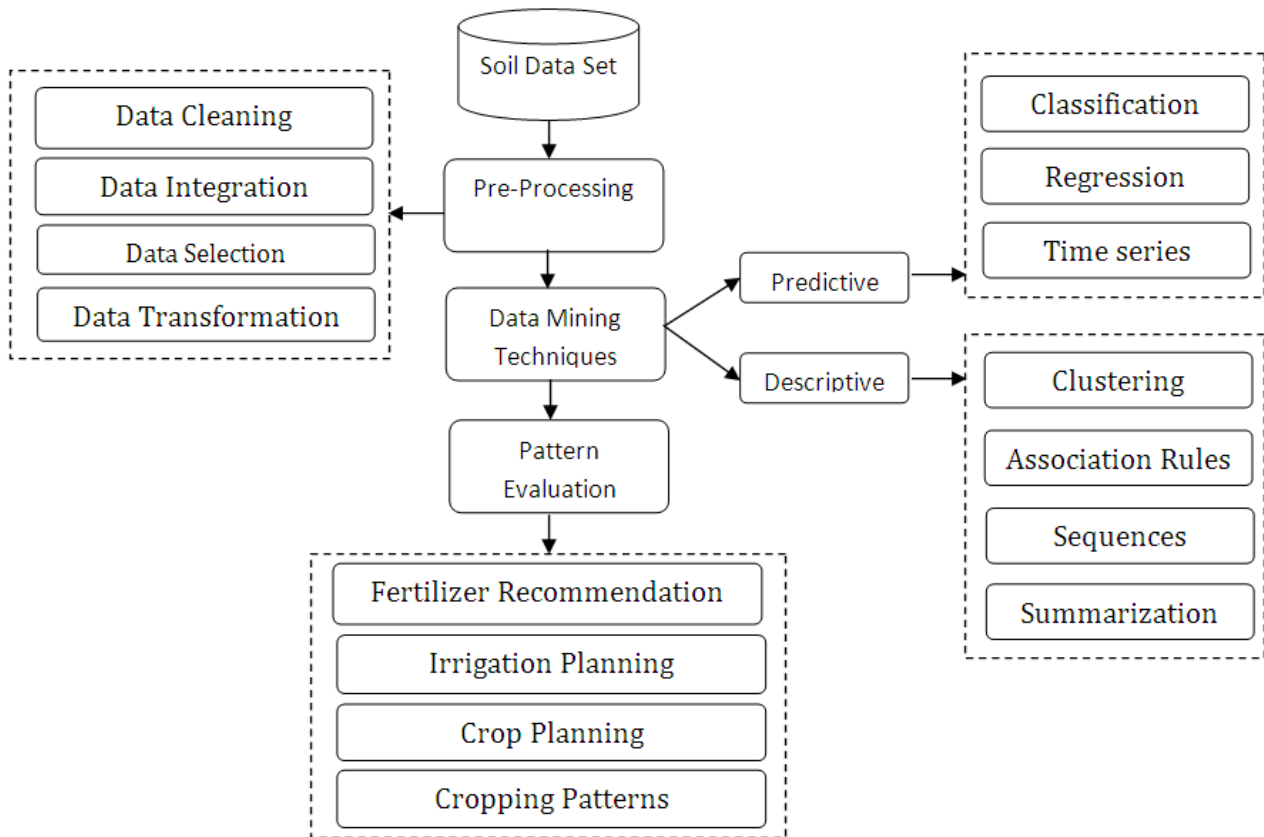 Soil Data Set
Data Cleaning
Data Integration
Data Selection
Data Transformation
Pre-Processing
Data Mining
Techniques
Predictive
Descriptive
Classification
Regression
Time series
Clustering
Association Rules
Sequences
Summarization
Pattern
Evaluation
Fertilizer Recommendation
Irrigation Planning
Crop Planning
Cropping Patterns